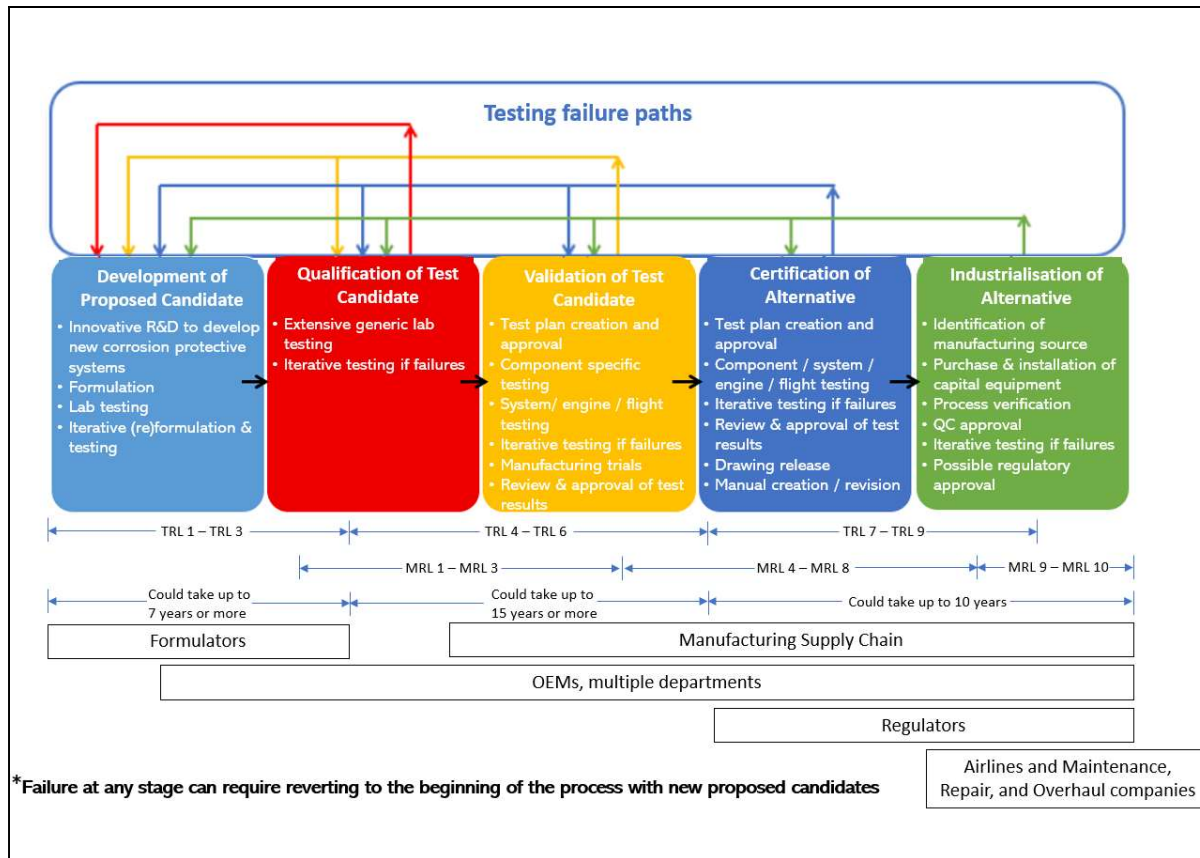 Testing failure paths
Development of
Proposed Candidate
• Innovative R&D to develop
new corrosion protective
systems
• Formulation
• Lab testing
• Iterative (re)formulation &
testing
Qualification of Test
Candidate
• Extensive generic lab
testing
• Iterative testing if failures
Validation of Test
Candidate
• Test plan creation and
approval
• Component specific
testing
• System/ engine / flight
testing
• Iterative testing if failures
• Manufacturing trials
• Review & approval of test
results
Certification of
Alternative
• Test plan creation and
approval
• Component / system /
engine / flight testing
• Iterative testing if failures
• Review & approval of test
results
• Drawing release
• Manual creation / revision
Industrialisation of
Alternative
• Identification of
manufacturing source
• Purchase & installation of
capital equipment
• Process verification
• QC approval
• Iterative testing if failures
• Possible regulatory
approval
TRL 1 – TRL 3
TRL 4 – TRL 6
TRL 7 – TRL 9
MRL 1 – MRL 3
MRL 4 – MRL 8
MRL 9 – MRL 10
Could take up to
7 years or more
Could take up to
15 years or more
Could take up to 10 years
Formulators
Manufacturing Supply Chain
OEMs, multiple departments
Regulators
Airlines and Maintenance,
Repair, and Overhaul companies
*Failure at any stage can require reverting to the beginning of the process with new proposed candidates